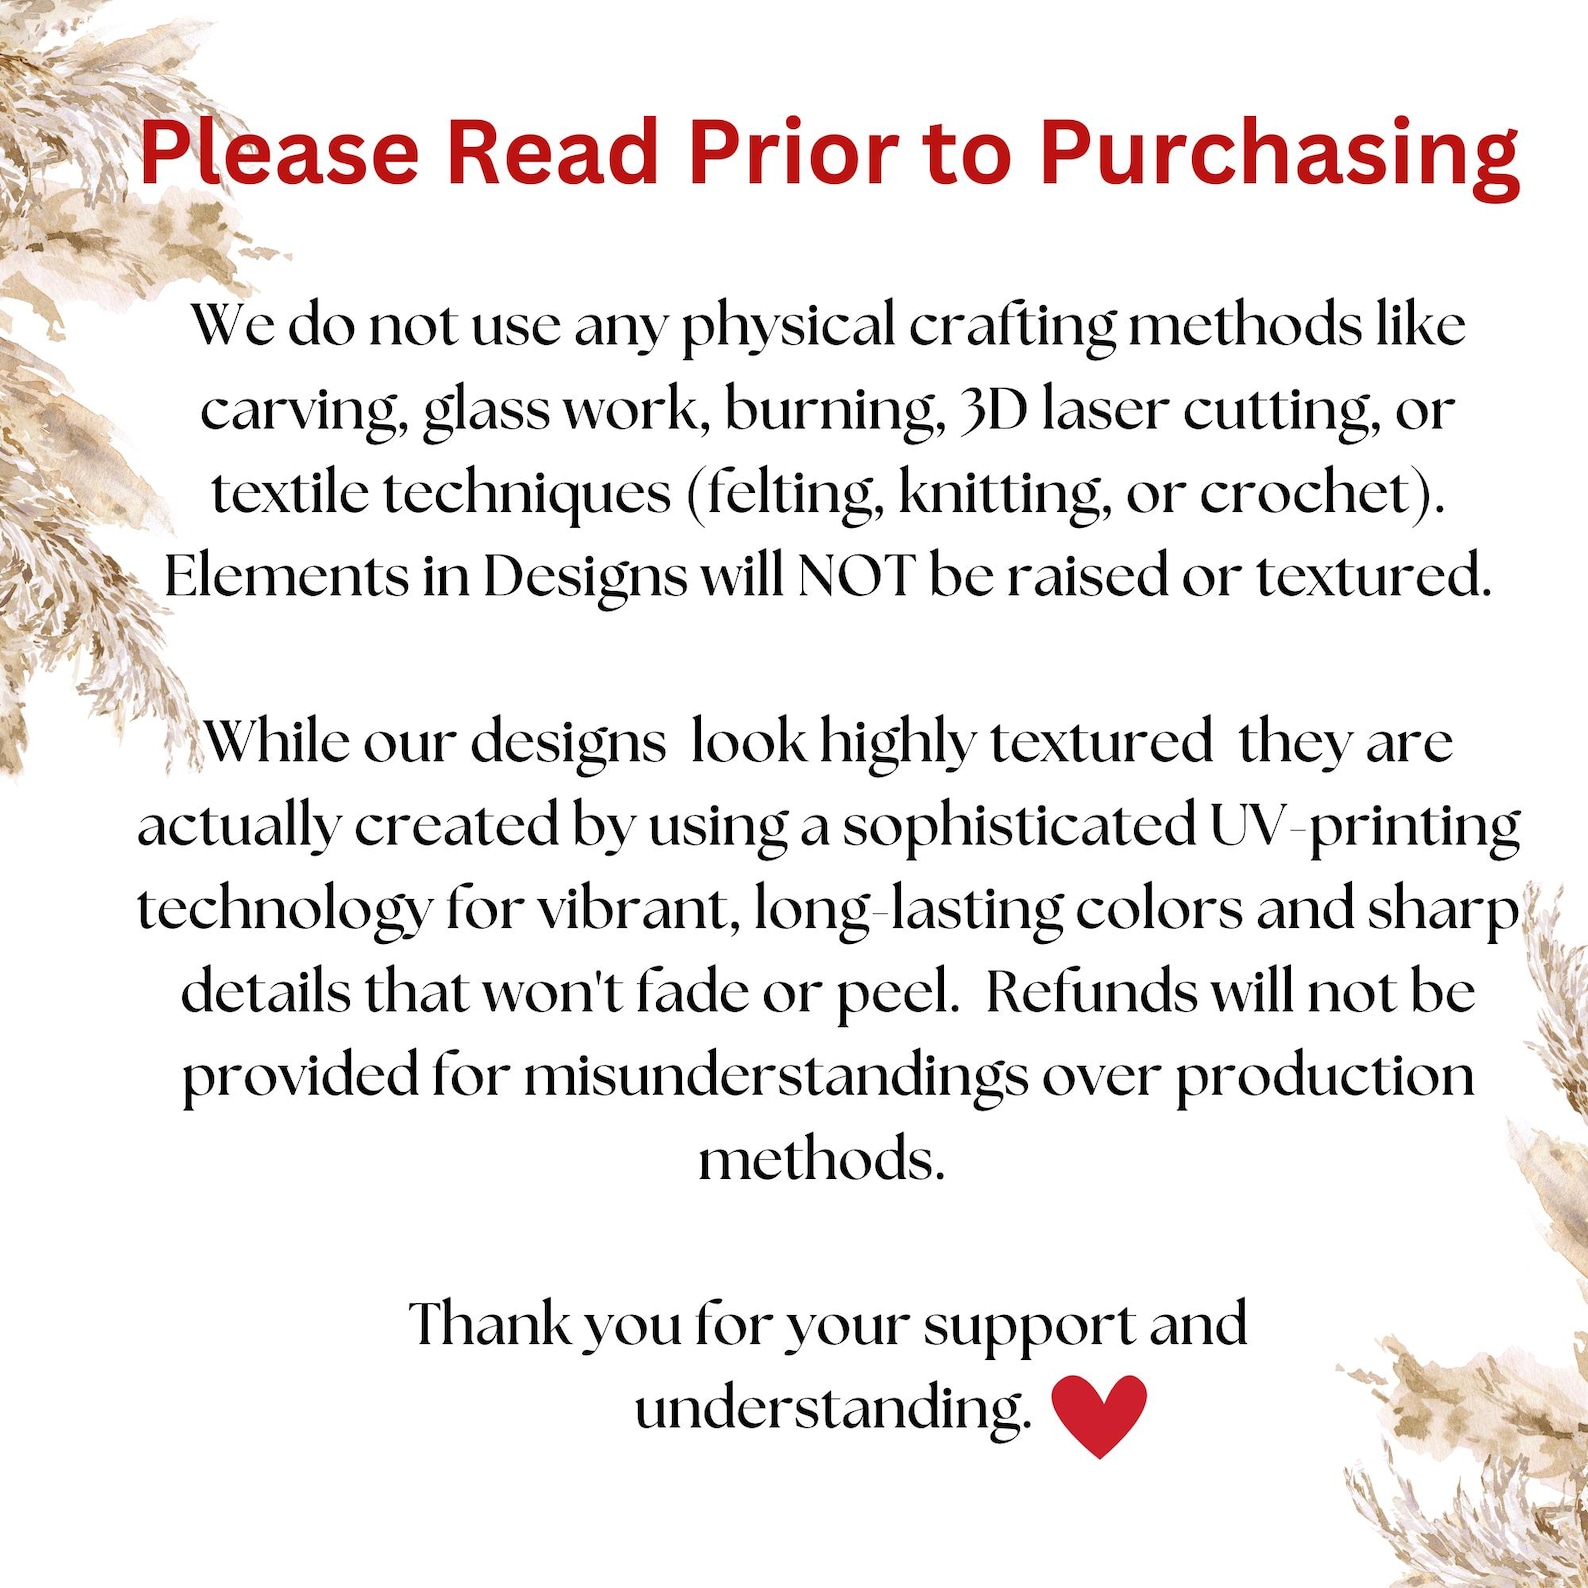 Please Read Prior to Purchasing
We do not use any physical crafting methods like
carving, glass work, burning, 3D laser cutting, or
textile techniques (felting, knitting, or crochet).
Elements in Designs will NOT be raised or textured.
While our designs look highly textured they are
actually created by using a sophisticated UV-printing
technology for vibrant, long-lasting colors and sharp
details that won't fade or peel. Refunds will not be
provided for misunderstandings over production
methods.
Thank you for your support and
understanding.